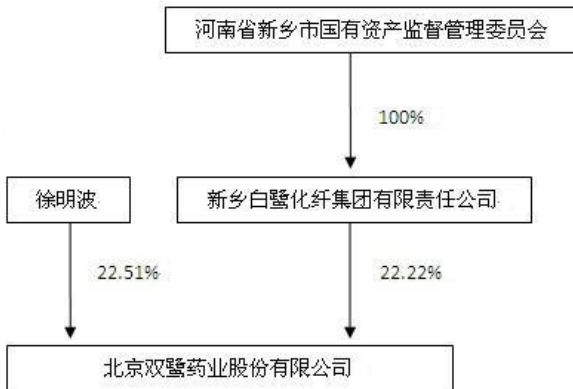 河南省新乡市国有资产监督管理委员会
100%
徐明波
新乡白鹭化纤集团有限责任公司
22.51%
22.22%
北京双鹭药业股份有限公司